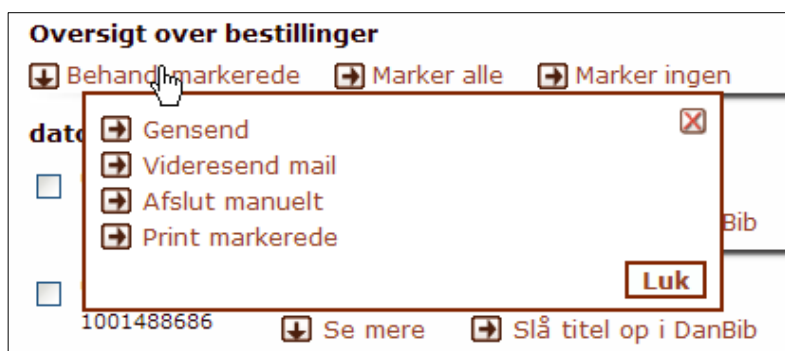 Oversigt over bestillinger
Behand markerede Marker alle Marker ingen
Gensend
Videresend mail
Afslut manuelt
Print markerede
Bib
Luk
1001488686 Se mere Slå titel op i DanBib